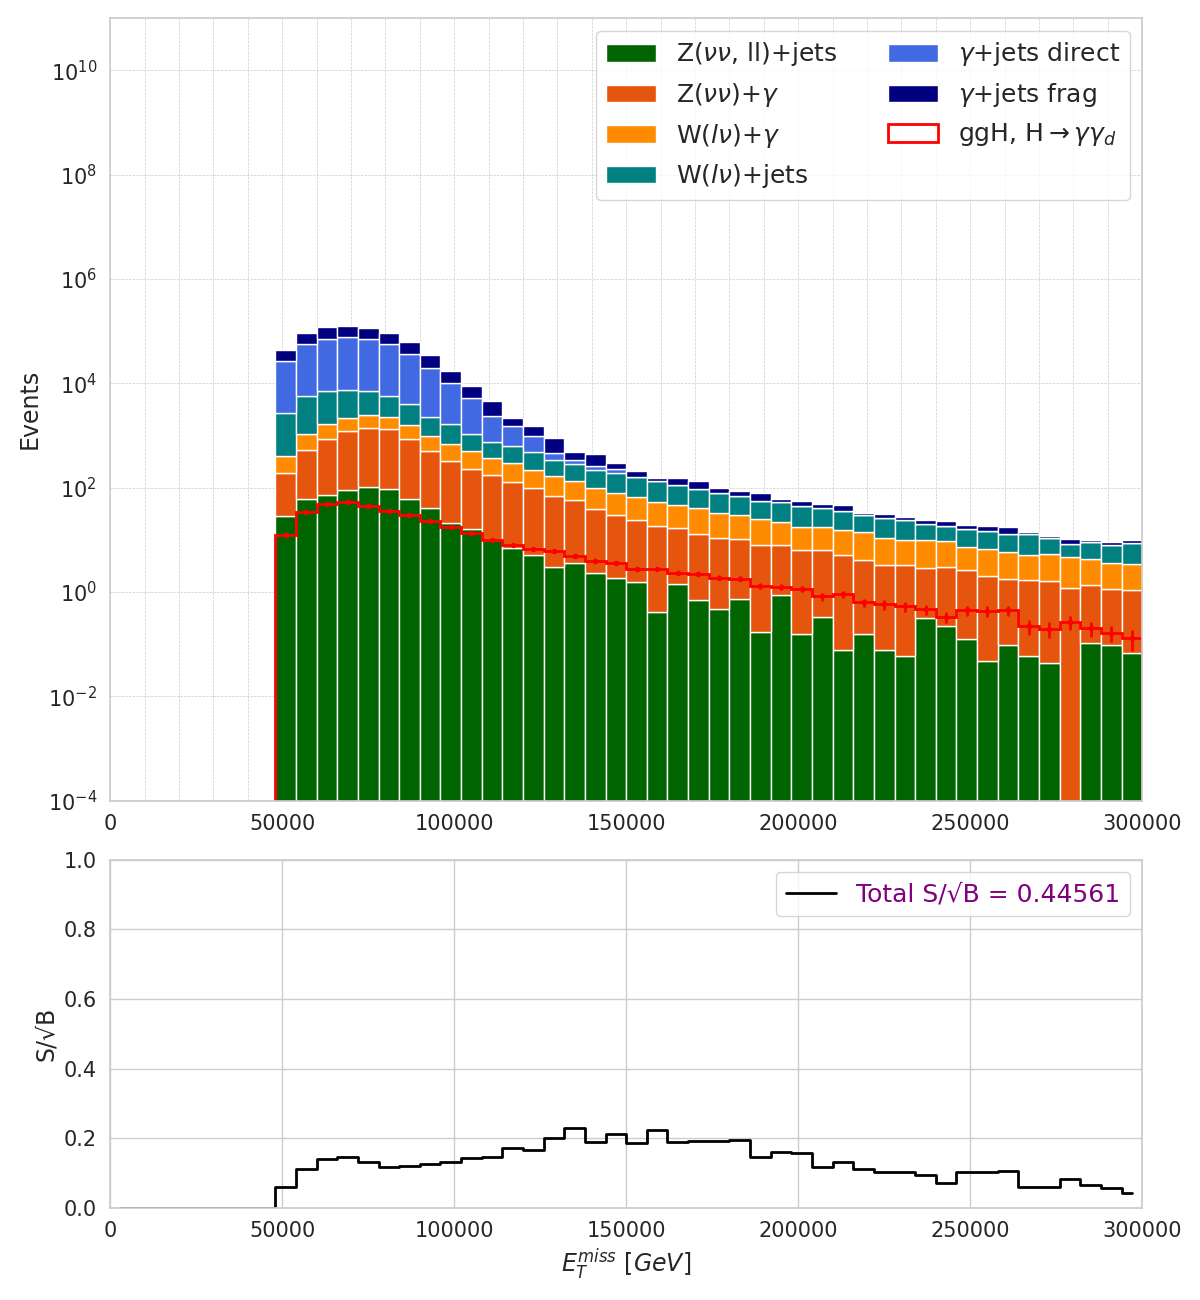 Z(νν, ll)+jets
Z(νν)+γ
W(lν)+γ
W(lν)+jets
γ+jets direct
γ+jets frag
ggH, H→γγ_d
Events
10^10
10^8
10^6
10^4
10^2
10^0
10^−2
10^−4
0 50000 100000 150000 200000 250000 300000
Total S/√B = 0.44561
S/√B
1.0
0.8
0.6
0.4
0.2
0.0
0 50000 100000 150000 200000 250000 300000
E_T^miss [GeV]